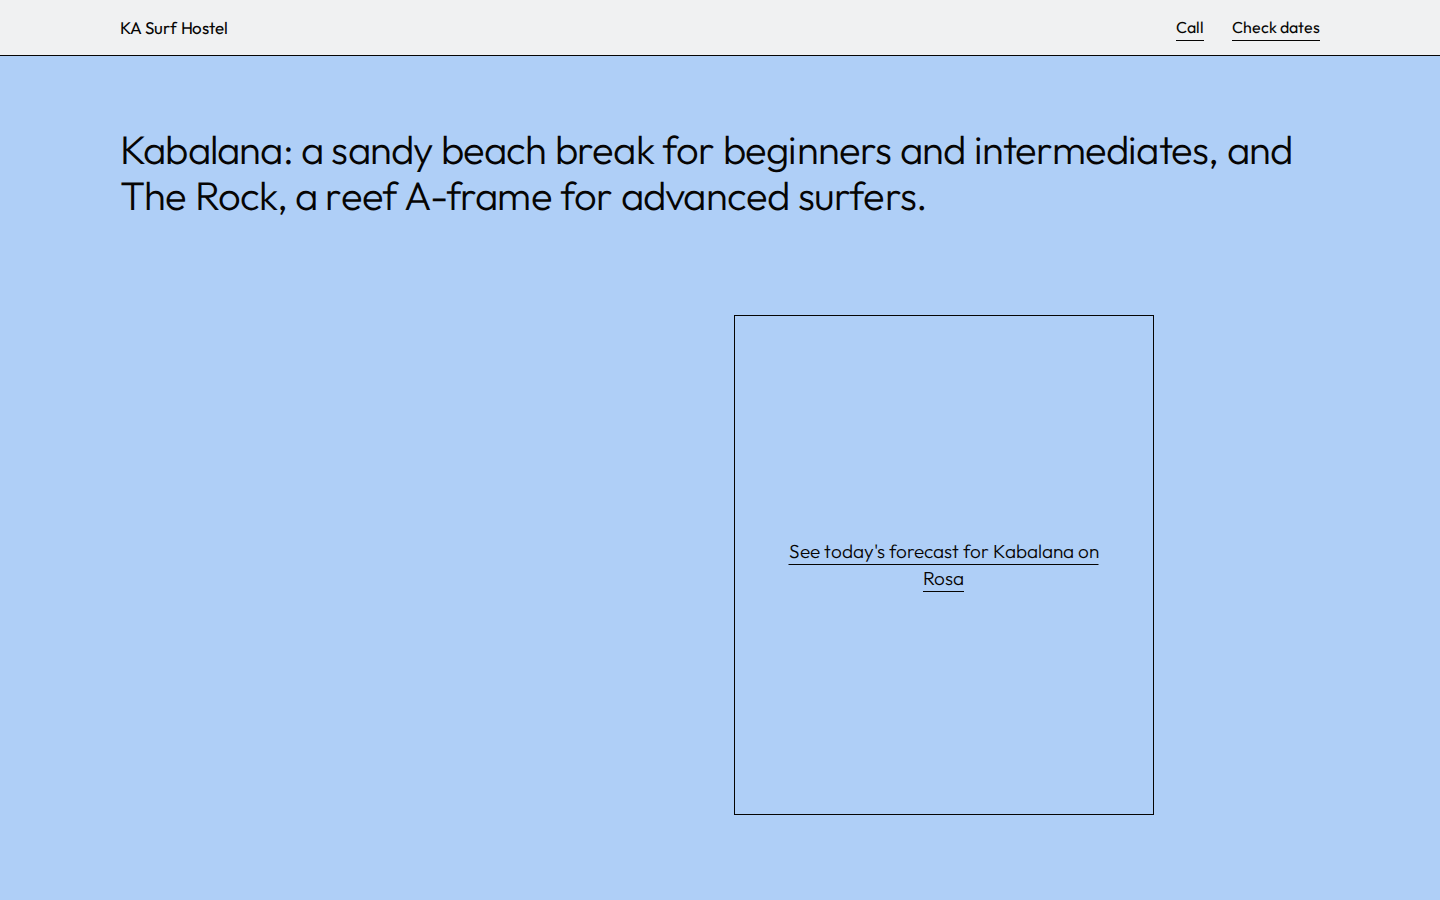 KA Surf Hostel
Call
Check dates
Kabalana: a sandy beach break for beginners and intermediates, and
The Rock, a reef A-frame for advanced surfers.
See today's forecast for Kabalana on
Rosa